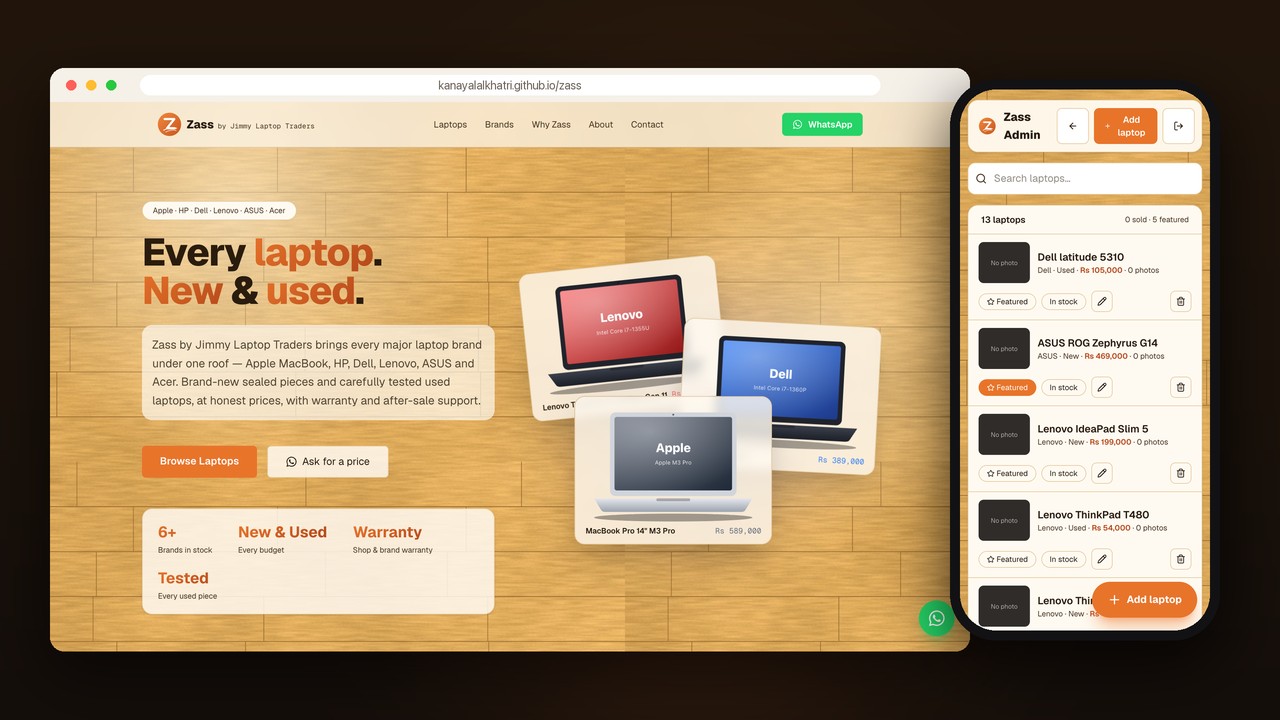 kanayalalkhatri.github.io/zass
Zass by Jimmy Laptop Traders
Laptops
Brands
Why Zass
About
Contact
WhatsApp
Apple · HP · Dell · Lenovo · ASUS · Acer
Every laptop.
New & used.
Zass by Jimmy Laptop Traders brings every major laptop brand
under one roof — Apple MacBook, HP, Dell, Lenovo, ASUS and
Acer. Brand-new sealed pieces and carefully tested used
laptops, at honest prices, with warranty and after-sale support.
Browse Laptops
Ask for a price
6+
Brands in stock
New & Used
Every budget
Warranty
Shop & brand warranty
Tested
Every used piece
Lenovo
Intel Core i7-1355U
Lenovo
Gen 11
Dell
Intel Core i7-1360P
Rs 389,000
Apple
Apple M3 Pro
MacBook Pro 14" M3 Pro
Rs 589,000
Zass
Admin
Add
laptop
Search laptops...
13 laptops
0 sold · 5 featured
No photo
Dell latitude 5310
Dell · Used · Rs 105,000 · 0 photos
Featured
In stock
No photo
ASUS ROG Zephyrus G14
ASUS · New · Rs 469,000 · 0 photos
Featured
In stock
No photo
Lenovo IdeaPad Slim 5
Lenovo · New · Rs 199,000 · 0 photos
Featured
In stock
No photo
Lenovo ThinkPad T480
Lenovo · Used · Rs 54,000 · 0 photos
Featured
In stock
No photo
Lenovo
Lenovo · New ·
Add laptop